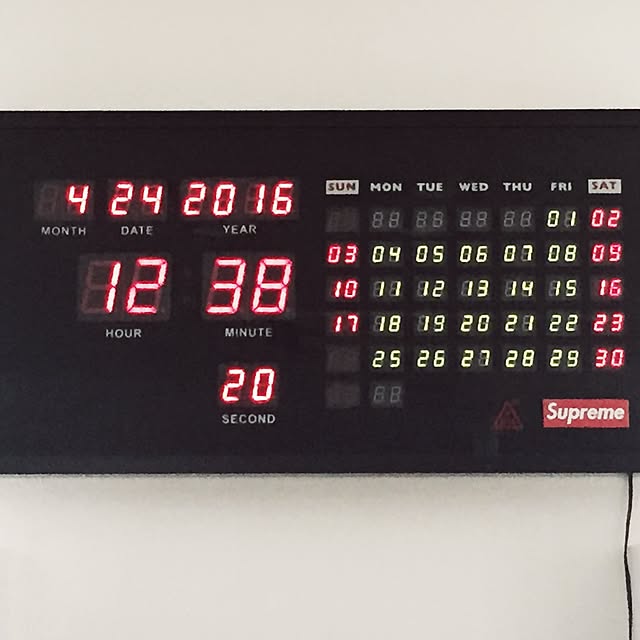 4 24 2016
MONTH DATE YEAR
12 38
HOUR MINUTE
20
SECOND
SUN MON TUE WED THU FRI SAT
01 02
03 04 05 06 07 08 09
10 11 12 13 14 15 16
17 18 19 20 21 22 23
25 26 27 28 29 30
Supreme